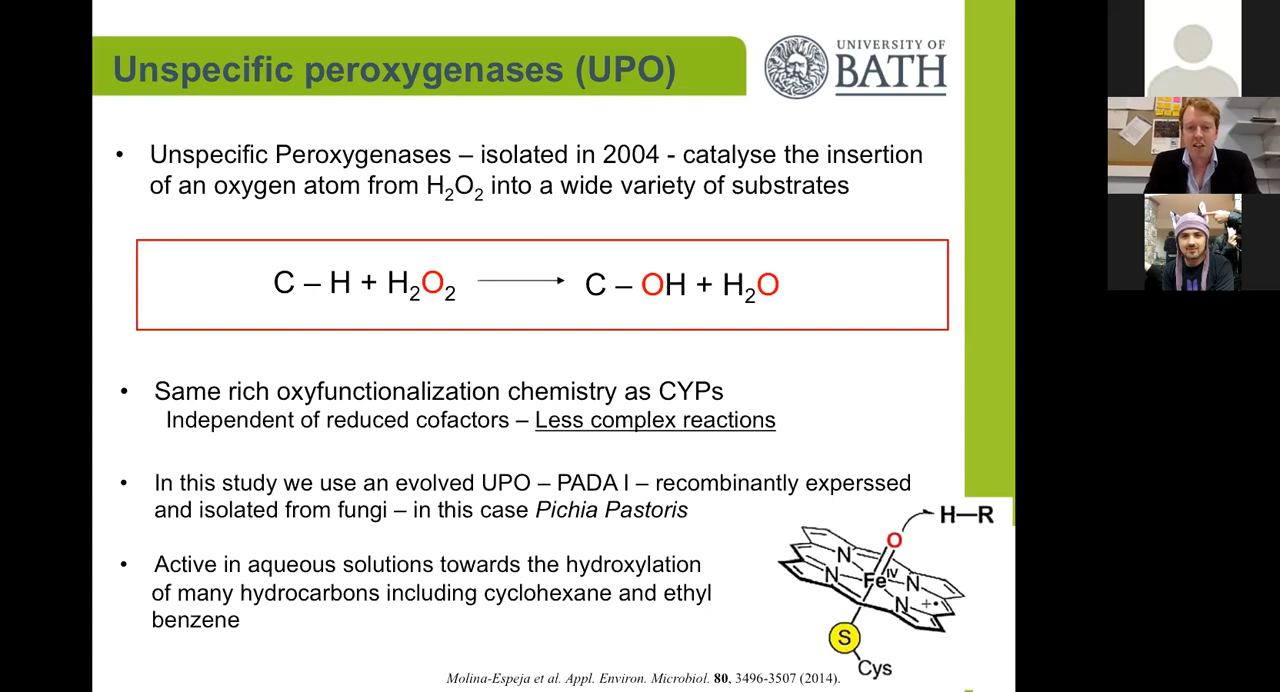 Unspecific peroxygenases (UPO)
UNIVERSITY OF
BATH
• Unspecific Peroxygenases – isolated in 2004 - catalyse the insertion
of an oxygen atom from H₂O₂ into a wide variety of substrates
C – H + H₂O₂ → C – OH + H₂O
• Same rich oxyfunctionalization chemistry as CYPs
Independent of reduced cofactors – Less complex reactions
• In this study we use an evolved UPO – PADA I – recombinantly experssed
and isolated from fungi – in this case Pichia Pastoris
• Active in aqueous solutions towards the hydroxylation
of many hydrocarbons including cyclohexane and ethyl
benzene
H–R
O
N
Fe
IV
N
N
N
+•
S
Cys
Molina-Espeja et al. Appl. Environ. Microbiol. 80, 3496-3507 (2014).